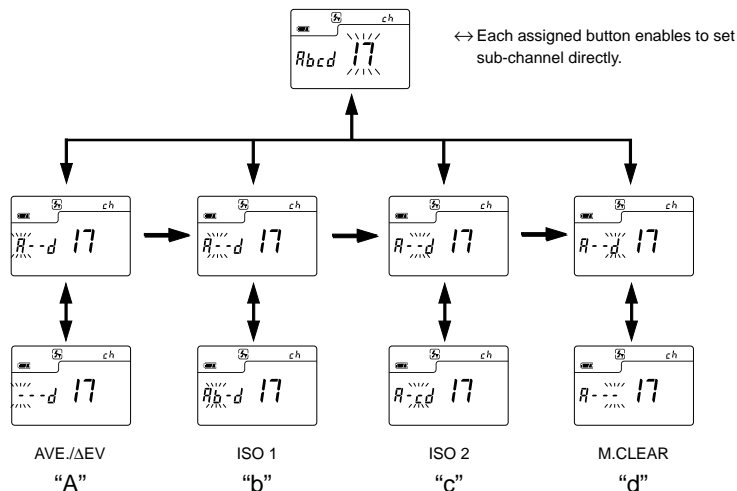 ch
Abcd 17
↔ Each assigned button enables to set
sub-channel directly.
ch
A--d 17
ch
A--d 17
ch
A--d 17
ch
A--d 17
ch
---d 17
ch
Ab-d 17
ch
A-cd 17
ch
A--- 17
AVE./ΔEV
ISO 1
ISO 2
M.CLEAR
“A”
“b”
“c”
“d”